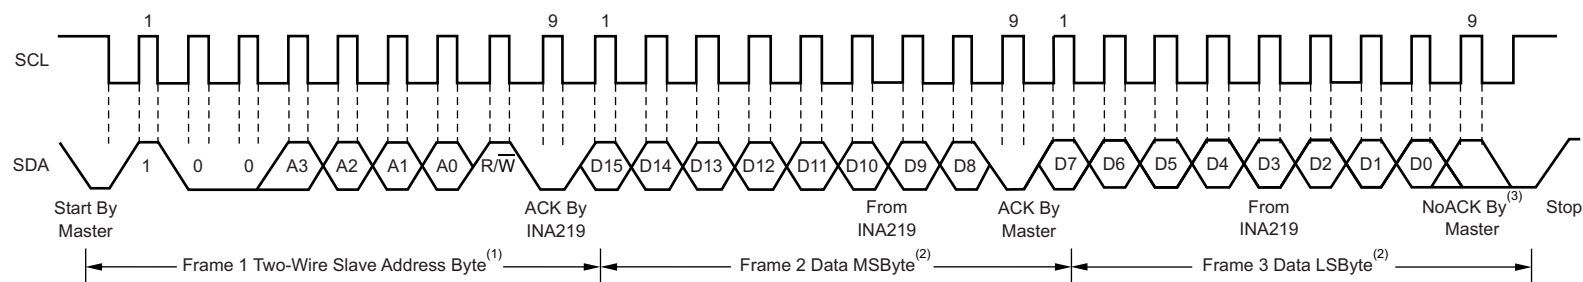 1 9 1 9 1 9
SCL
SDA
1 0 0 A3 A2 A1 A0 R/W̅ D15 D14 D13 D12 D11 D10 D9 D8 D7 D6 D5 D4 D3 D2 D1 D0
Start By
Master
ACK By
INA219
From
INA219
ACK By
Master
From
INA219
NoACK By(3)
Master
Stop
Frame 1 Two-Wire Slave Address Byte(1)
Frame 2 Data MSByte(2)
Frame 3 Data LSByte(2)